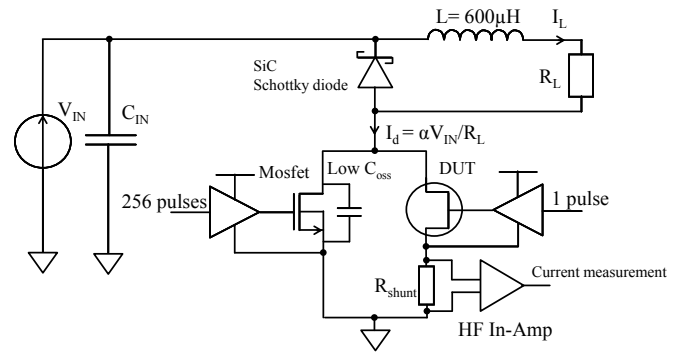 L= 600µH
I_L
SiC
Schottky diode
R_L
V_IN
C_IN
I_d = αV_IN/R_L
Mosfet
Low C_oss
DUT
256 pulses
1 pulse
R_shunt
Current measurement
HF In-Amp